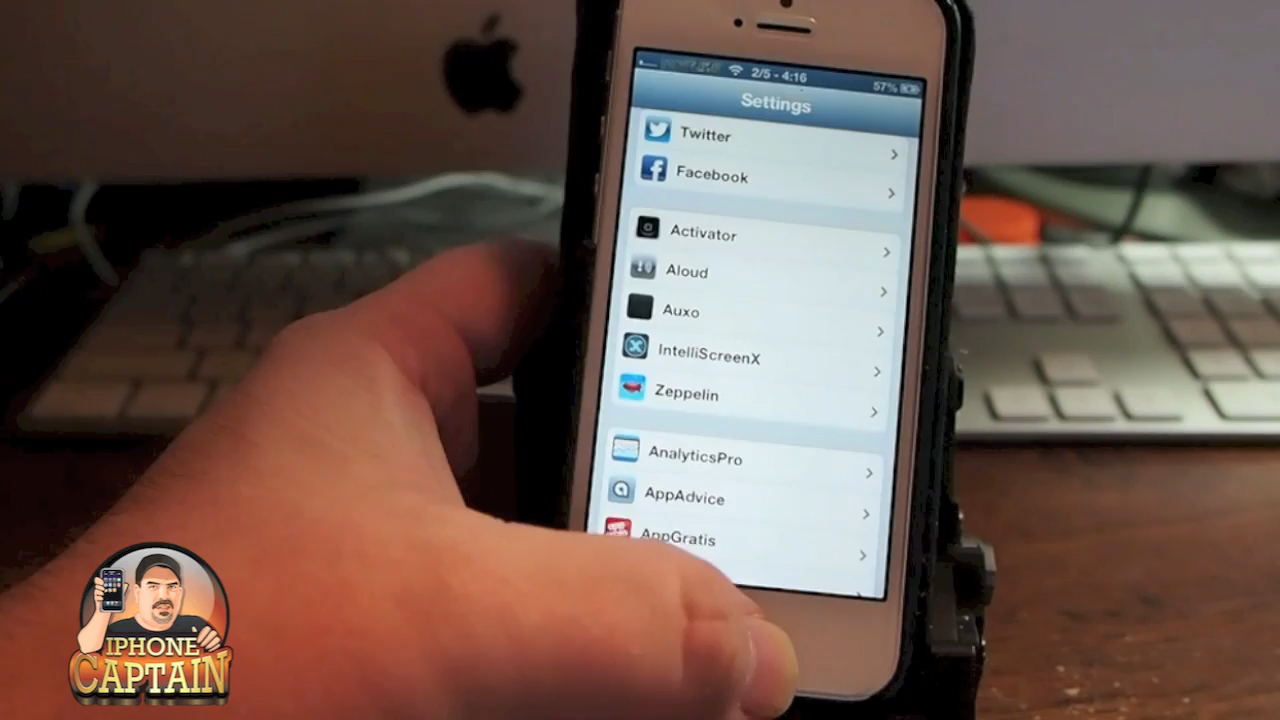 2/5 - 4:16
57%
Settings
Twitter
Facebook
Activator
Aloud
Auxo
IntelliScreenX
Zeppelin
AnalyticsPro
AppAdvice
AppGratis
IPHONE
CAPTAIN